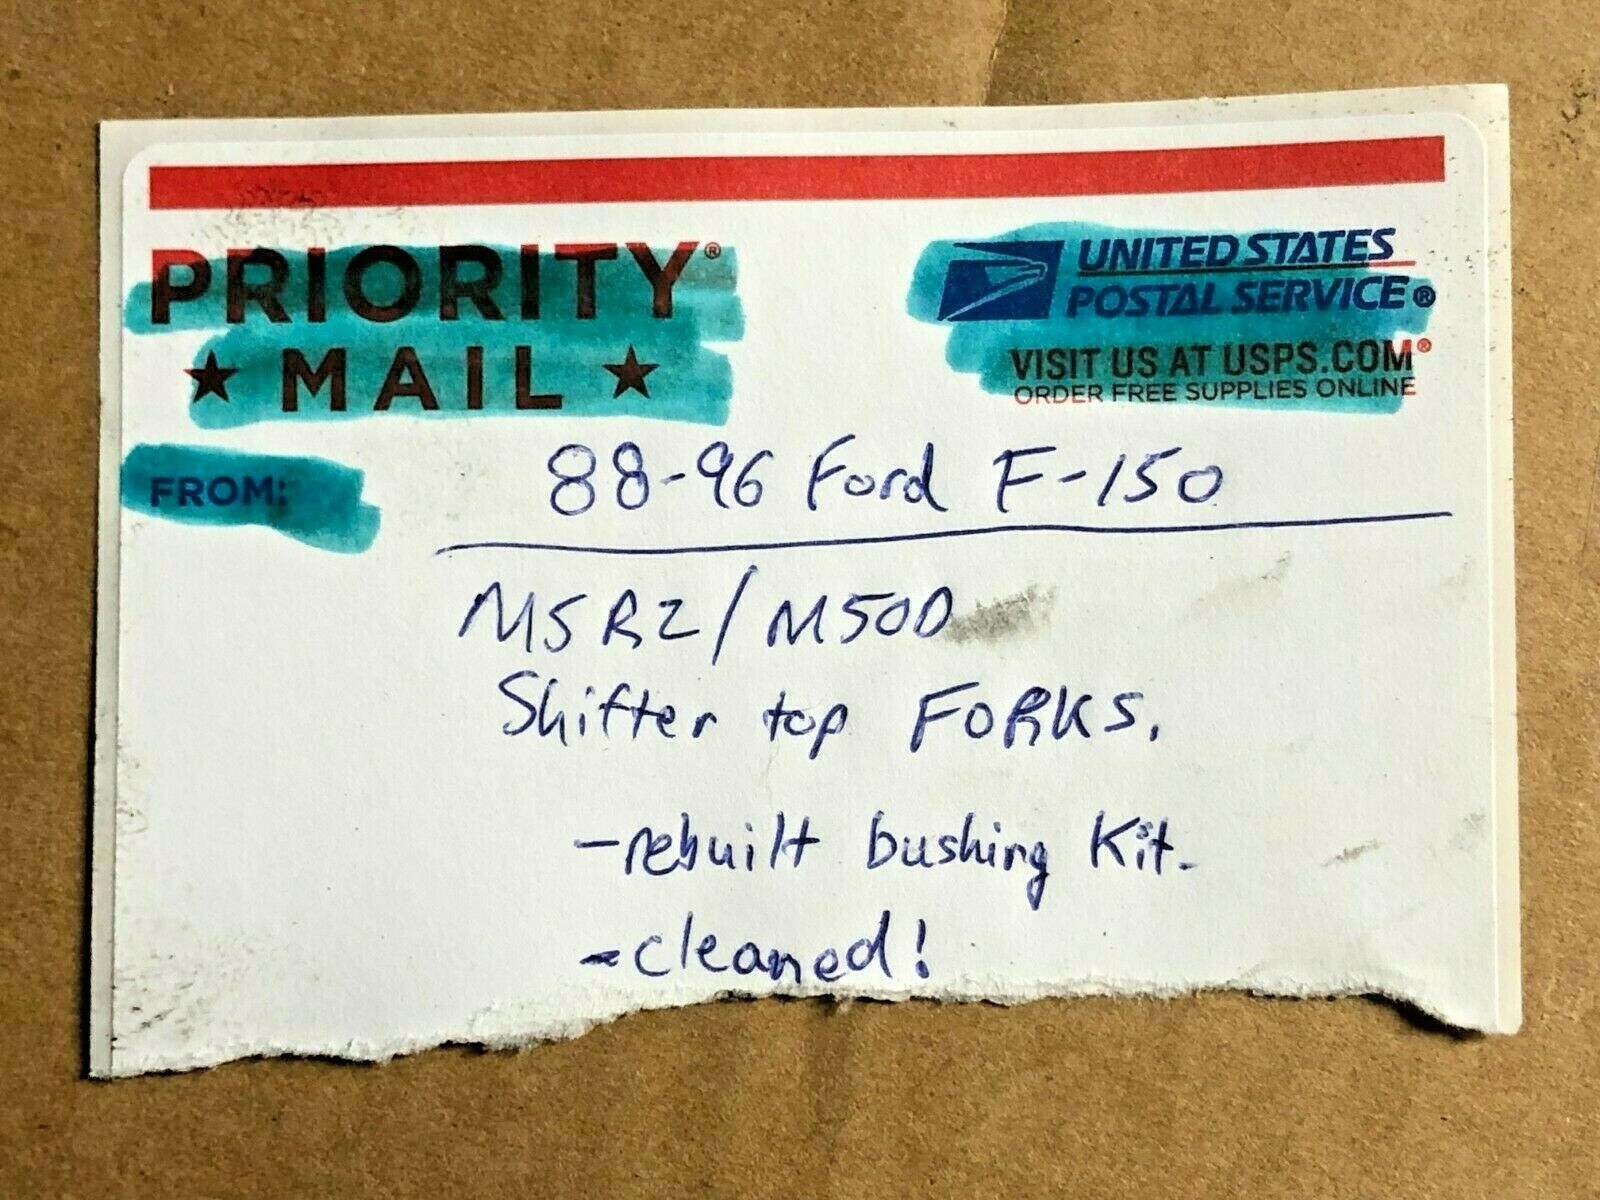 PRIORITY®
★ MAIL ★
UNITED STATES
POSTAL SERVICE®
VISIT US AT USPS.COM®
ORDER FREE SUPPLIES ONLINE
FROM:
88-96 Ford F-150
M5R2/M5OD
Shifter top FORKS.
-rebuilt bushing Kit.
-cleaned!